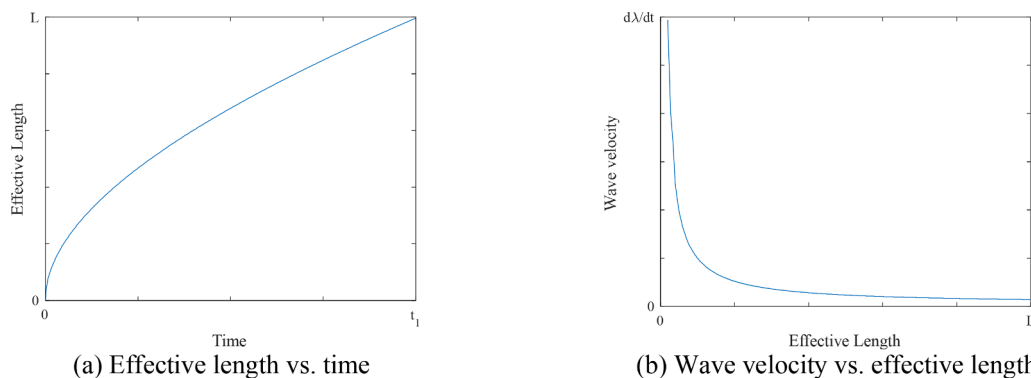 L
Effective Length
0
0
t1
Time
(a) Effective length vs. time
dλ/dt
Wave velocity
0
0
L
Effective Length
(b) Wave velocity vs. effective length